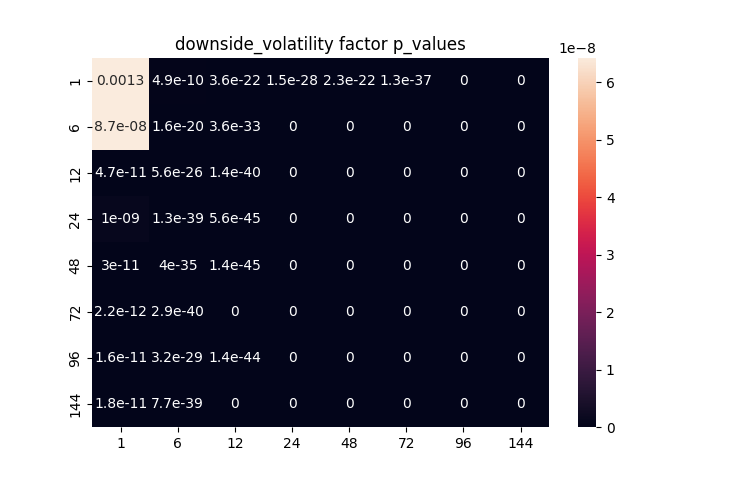 downside_volatility factor p_values
1e−8
1 0.0013 4.9e-10 3.6e-22 1.5e-28 2.3e-22 1.3e-37 0 0
6 8.7e-08 1.6e-20 3.6e-33 0 0 0 0 0
12 4.7e-11 5.6e-26 1.4e-40 0 0 0 0 0
24 1e-09 1.3e-39 5.6e-45 0 0 0 0 0
48 3e-11 4e-35 1.4e-45 0 0 0 0 0
72 2.2e-12 2.9e-40 0 0 0 0 0 0
96 1.6e-11 3.2e-29 1.4e-44 0 0 0 0 0
144 1.8e-11 7.7e-39 0 0 0 0 0 0
1 6 12 24 48 72 96 144
6
5
4
3
2
1
0